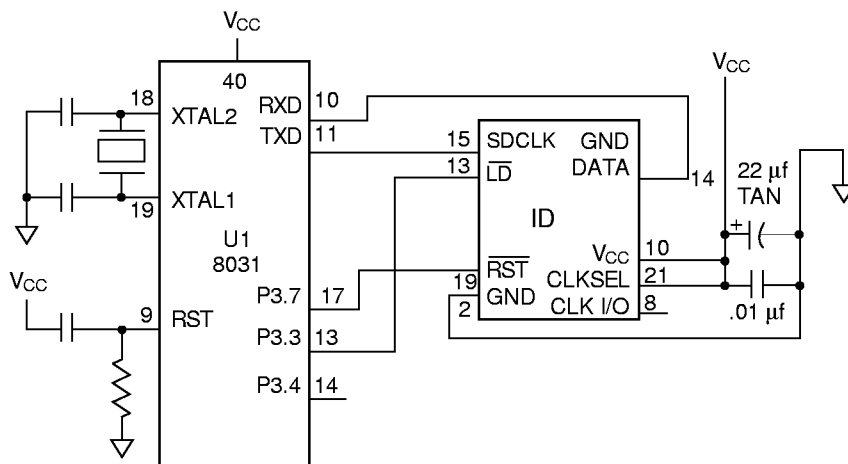 VCC
40
18
XTAL2
RXD
10
TXD
11
VCC
15
SDCLK
GND
13
LD
DATA
14
22 µf
TAN
+
19
XTAL1
U1
8031
ID
VCC
10
RST
CLKSEL
21
19
GND
2
CLK I/O
8
.01 µf
VCC
9
RST
P3.7
17
P3.3
13
P3.4
14